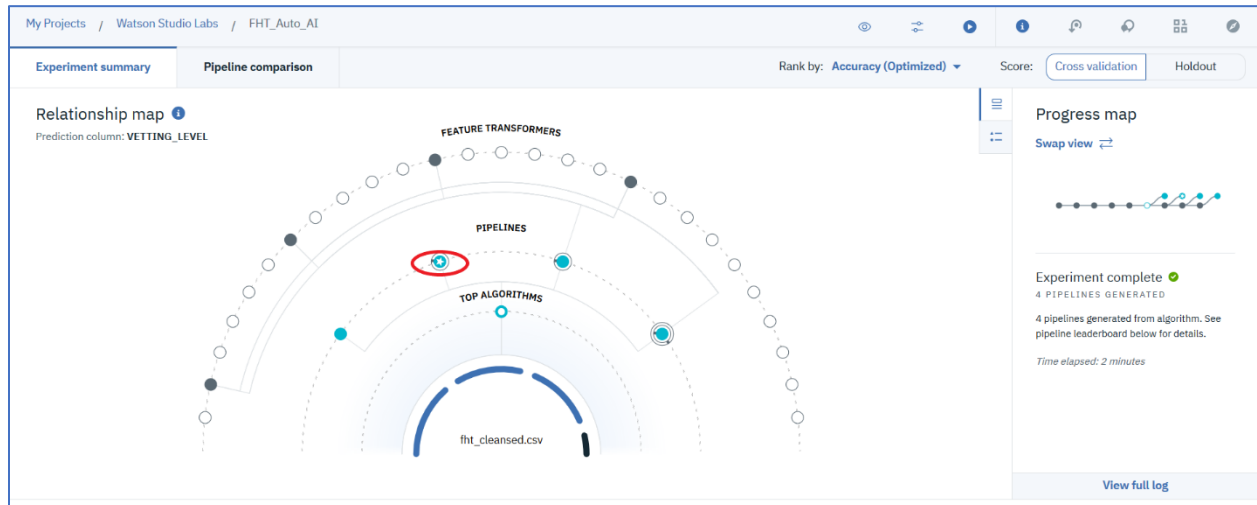 My Projects / Watson Studio Labs / FHT_Auto_AI
Experiment summary
Pipeline comparison
Rank by: Accuracy (Optimized)
Score: Cross validation Holdout
Relationship map
Prediction column: VETTING_LEVEL
FEATURE TRANSFORMERS
PIPELINES
TOP ALGORITHMS
fht_cleansed.csv
Progress map
Swap view
Experiment complete
4 PIPELINES GENERATED
4 pipelines generated from algorithm. See
pipeline leaderboard below for details.
Time elapsed: 2 minutes
View full log